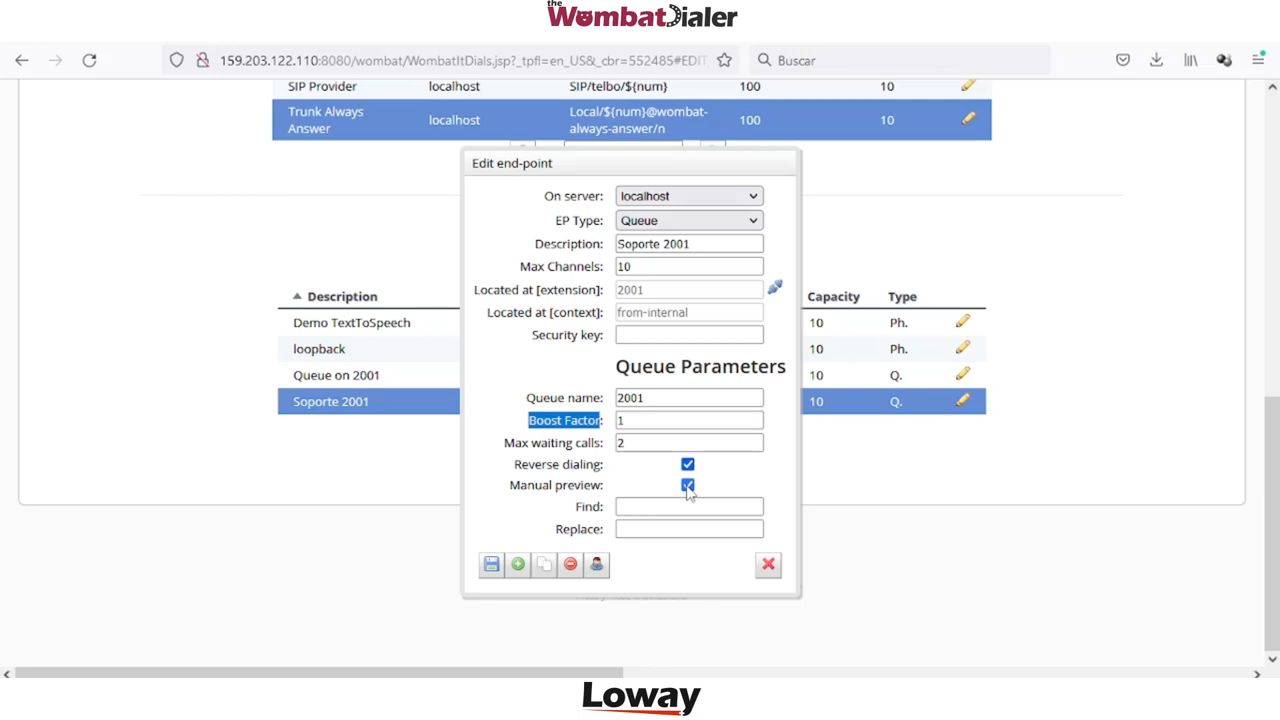 the
WombatDialer
159.203.122.110:8080/wombat/WombatItDials.jsp?_tpfl=en_US&_cbr=552485#EDIT
Buscar
SIP Provider localhost SIP/telbo/${num} 100 10
Trunk Always Answer localhost Local/${num}@wombat-always-answer/n 100 10
Edit end-point
On server: localhost
EP Type: Queue
Description: Soporte 2001
Max Channels: 10
Located at [extension]: 2001
Located at [context]: from-internal
Security key:
Queue Parameters
Queue name: 2001
Boost Factor: 1
Max waiting calls: 2
Reverse dialing:
Manual preview:
Find:
Replace:
Description Capacity Type
Demo TextToSpeech 10 Ph.
loopback 10 Ph.
Queue on 2001 10 Q.
Soporte 2001 10 Q.
Loway